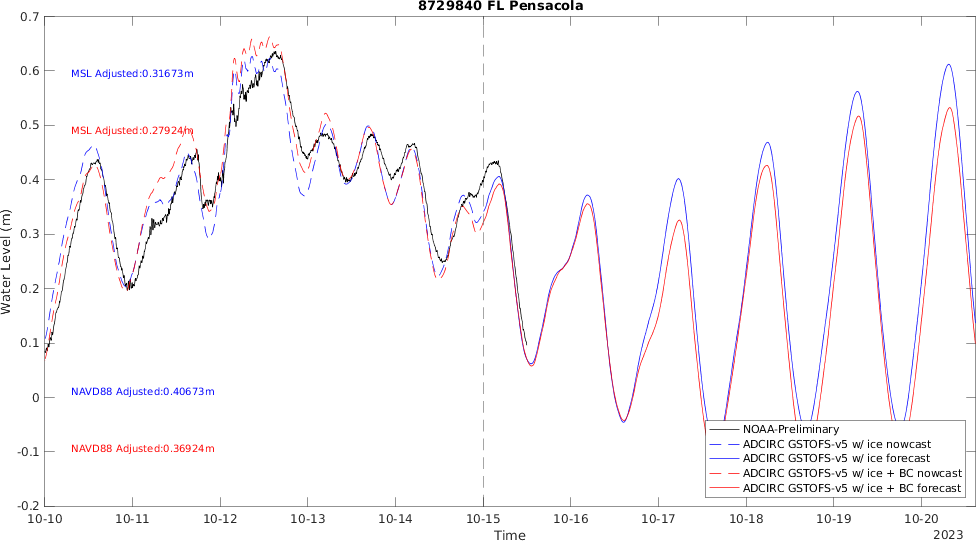 8729840 FL Pensacola
0.7
0.6
0.5
0.4
0.3
0.2
0.1
0
-0.1
-0.2
Water Level (m)
MSL Adjusted:0.31673m
MSL Adjusted:0.27924m
NAVD88 Adjusted:0.40673m
NAVD88 Adjusted:0.36924m
NOAA-Preliminary
ADCIRC GSTOFS-v5 w/ ice nowcast
ADCIRC GSTOFS-v5 w/ ice forecast
ADCIRC GSTOFS-v5 w/ ice + BC nowcast
ADCIRC GSTOFS-v5 w/ ice + BC forecast
10-10 10-11 10-12 10-13 10-14 10-15 10-16 10-17 10-18 10-19 10-20
Time
2023